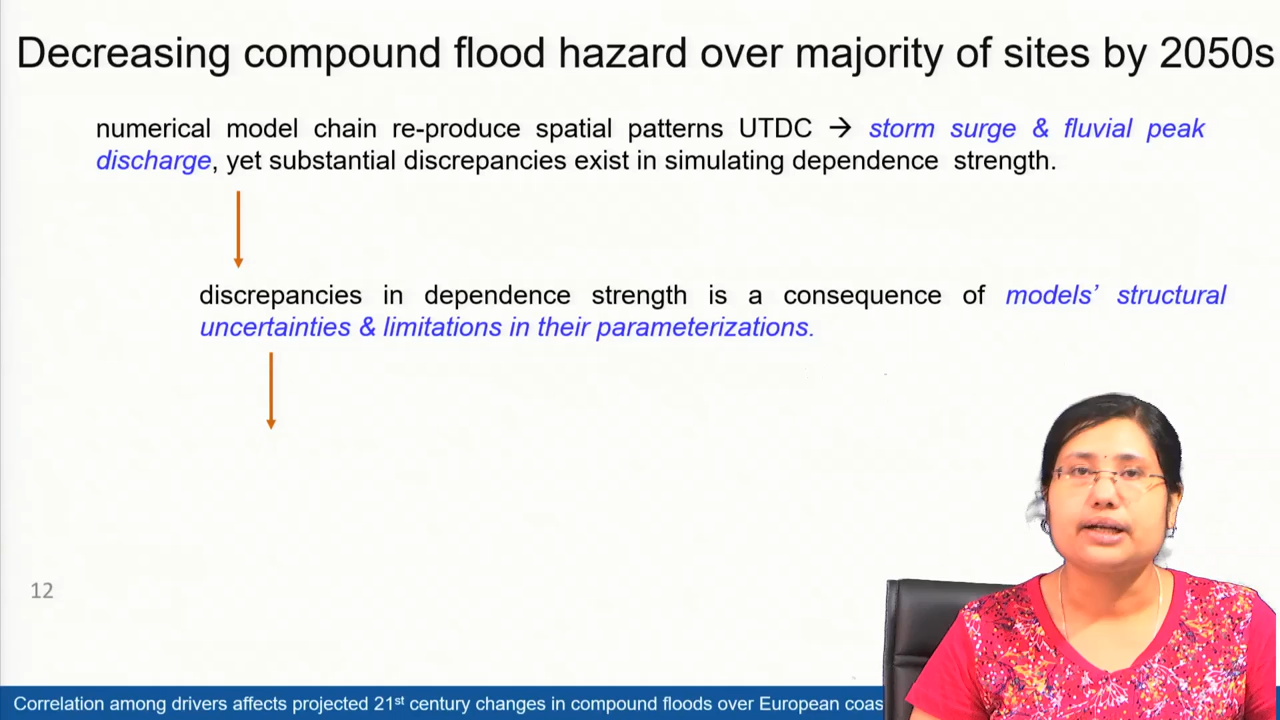 Decreasing compound flood hazard over majority of sites by 2050s
numerical model chain re-produce spatial patterns UTDC → storm surge & fluvial peak
discharge, yet substantial discrepancies exist in simulating dependence strength.
discrepancies in dependence strength is a consequence of models' structural
uncertainties & limitations in their parameterizations.
12
Correlation among drivers affects projected 21st century changes in compound floods over European coas